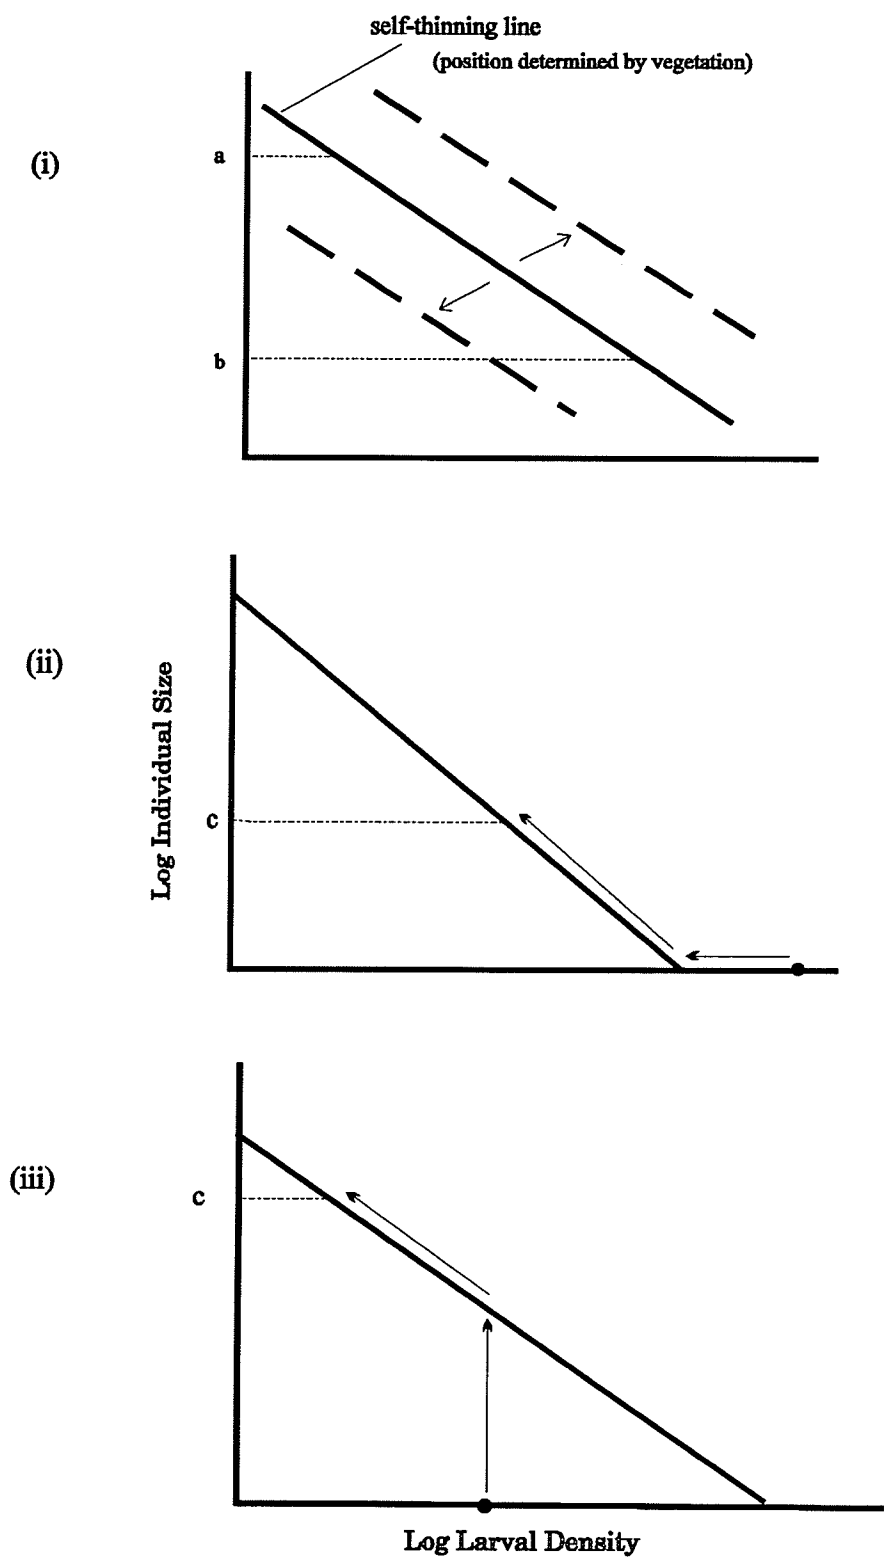 self-thinning line
(position determined by vegetation)
(i)
a
b
(ii)
Log Individual Size
c
(iii)
c
Log Larval Density